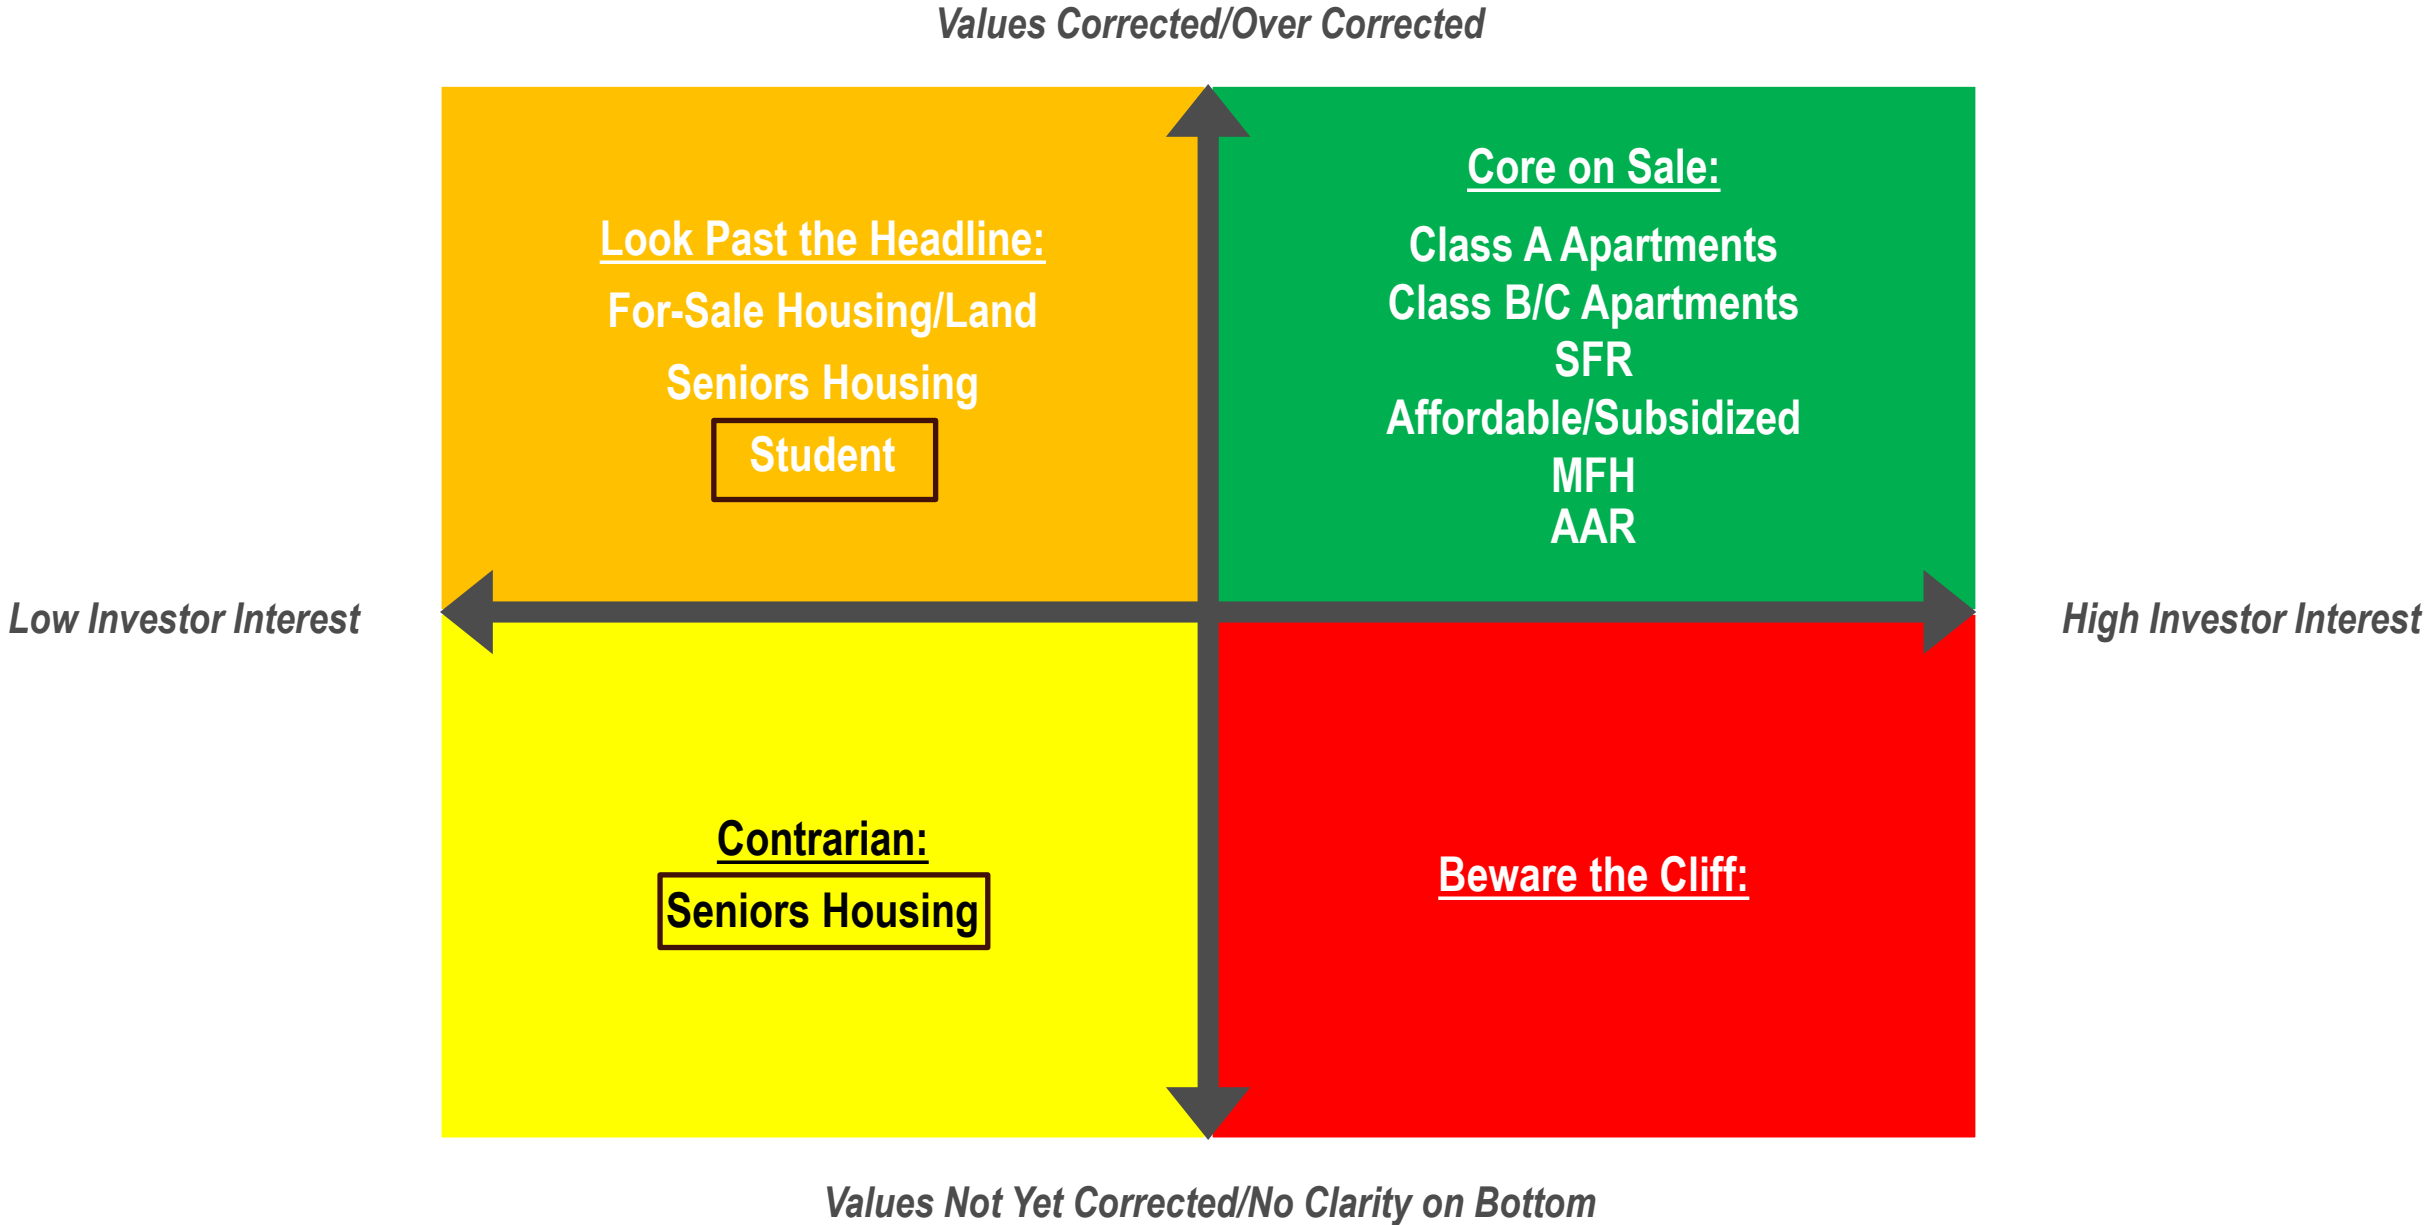 Values Corrected/Over Corrected
Look Past the Headline:
For-Sale Housing/Land
Seniors Housing
Student
Core on Sale:
Class A Apartments
Class B/C Apartments
SFR
Affordable/Subsidized
MFH
AAR
Low Investor Interest
High Investor Interest
Contrarian:
Seniors Housing
Beware the Cliff:
Values Not Yet Corrected/No Clarity on Bottom